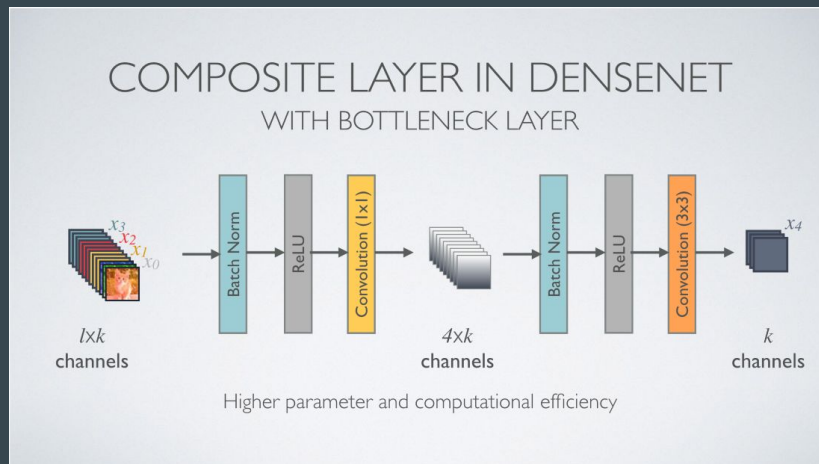 COMPOSITE LAYER IN DENSENET
WITH BOTTLENECK LAYER
x3
x2
x1
x0
Batch Norm
ReLU
Convolution (1x1)
Batch Norm
ReLU
Convolution (3x3)
x4
l×k
channels
4×k
channels
k
channels
Higher parameter and computational efficiency